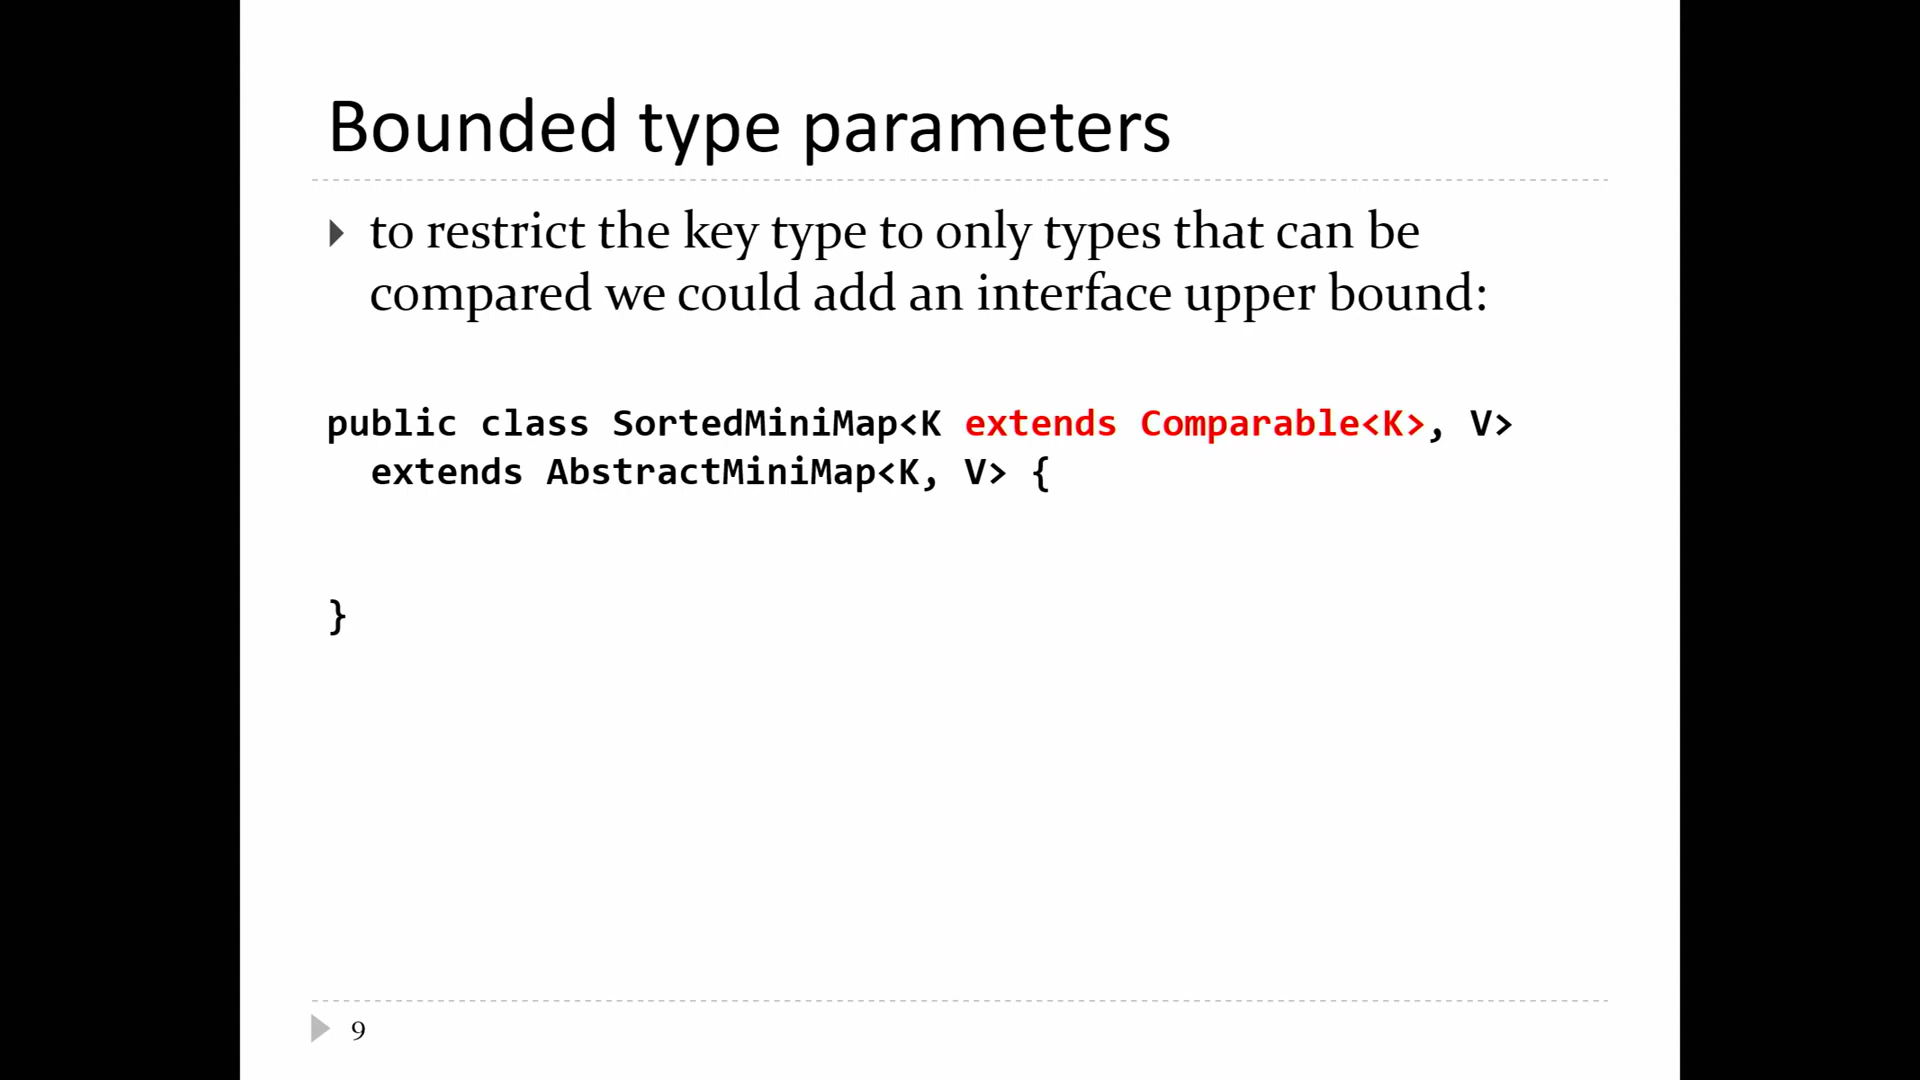 Bounded type parameters
to restrict the key type to only types that can be
compared we could add an interface upper bound:
public class SortedMiniMap<K extends Comparable<K>, V>
extends AbstractMiniMap<K, V> {
}
9